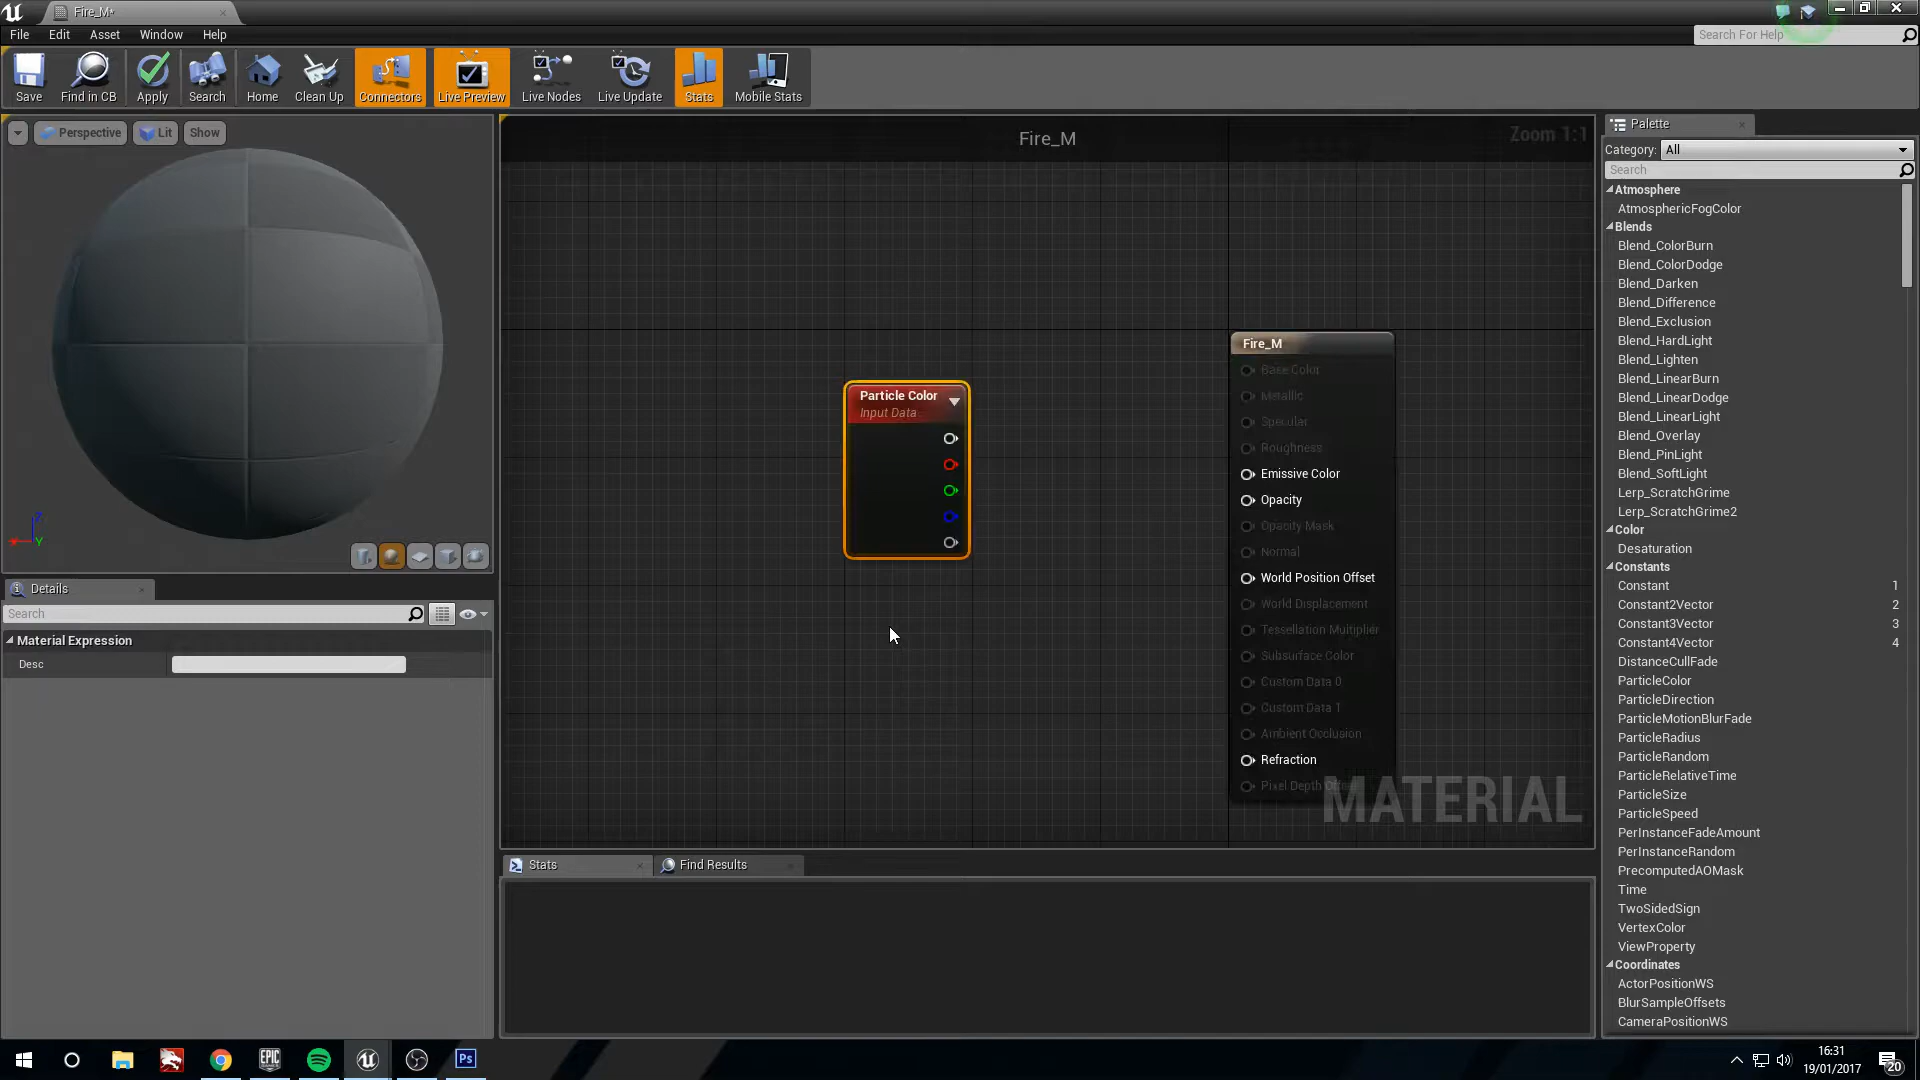 Fire_M*
File Edit Asset Window Help
Search For Help
Save Find in CB Apply Search Home Clean Up Connectors Live Preview Live Nodes Live Update Stats Mobile Stats
Perspective Lit Show
Fire_M
Zoom 1:1
X Y Z
Particle Color
Input Data
Fire_M
Base Color
Metallic
Specular
Roughness
Emissive Color
Opacity
Opacity Mask
Normal
World Position Offset
World Displacement
Tessellation Multiplier
Subsurface Color
Custom Data 0
Custom Data 1
Ambient Occlusion
Refraction
Pixel Depth
MATERIAL
Details
Search
Material Expression
Desc
Stats
Find Results
Palette
Category: All
Search
Atmosphere
AtmosphericFogColor
Blends
Blend_ColorBurn
Blend_ColorDodge
Blend_Darken
Blend_Difference
Blend_Exclusion
Blend_HardLight
Blend_Lighten
Blend_LinearBurn
Blend_LinearDodge
Blend_LinearLight
Blend_Overlay
Blend_PinLight
Blend_SoftLight
Lerp_ScratchGrime
Lerp_ScratchGrime2
Color
Desaturation
Constants
Constant 1
Constant2Vector 2
Constant3Vector 3
Constant4Vector 4
DistanceCullFade
ParticleColor
ParticleDirection
ParticleMotionBlurFade
ParticleRadius
ParticleRandom
ParticleRelativeTime
ParticleSize
ParticleSpeed
PerInstanceFadeAmount
PerInstanceRandom
PrecomputedAOMask
Time
TwoSidedSign
VertexColor
ViewProperty
Coordinates
ActorPositionWS
BlurSampleOffsets
CameraPositionWS
EPIC
GAMES
Ps
16:31
19/01/2017
20